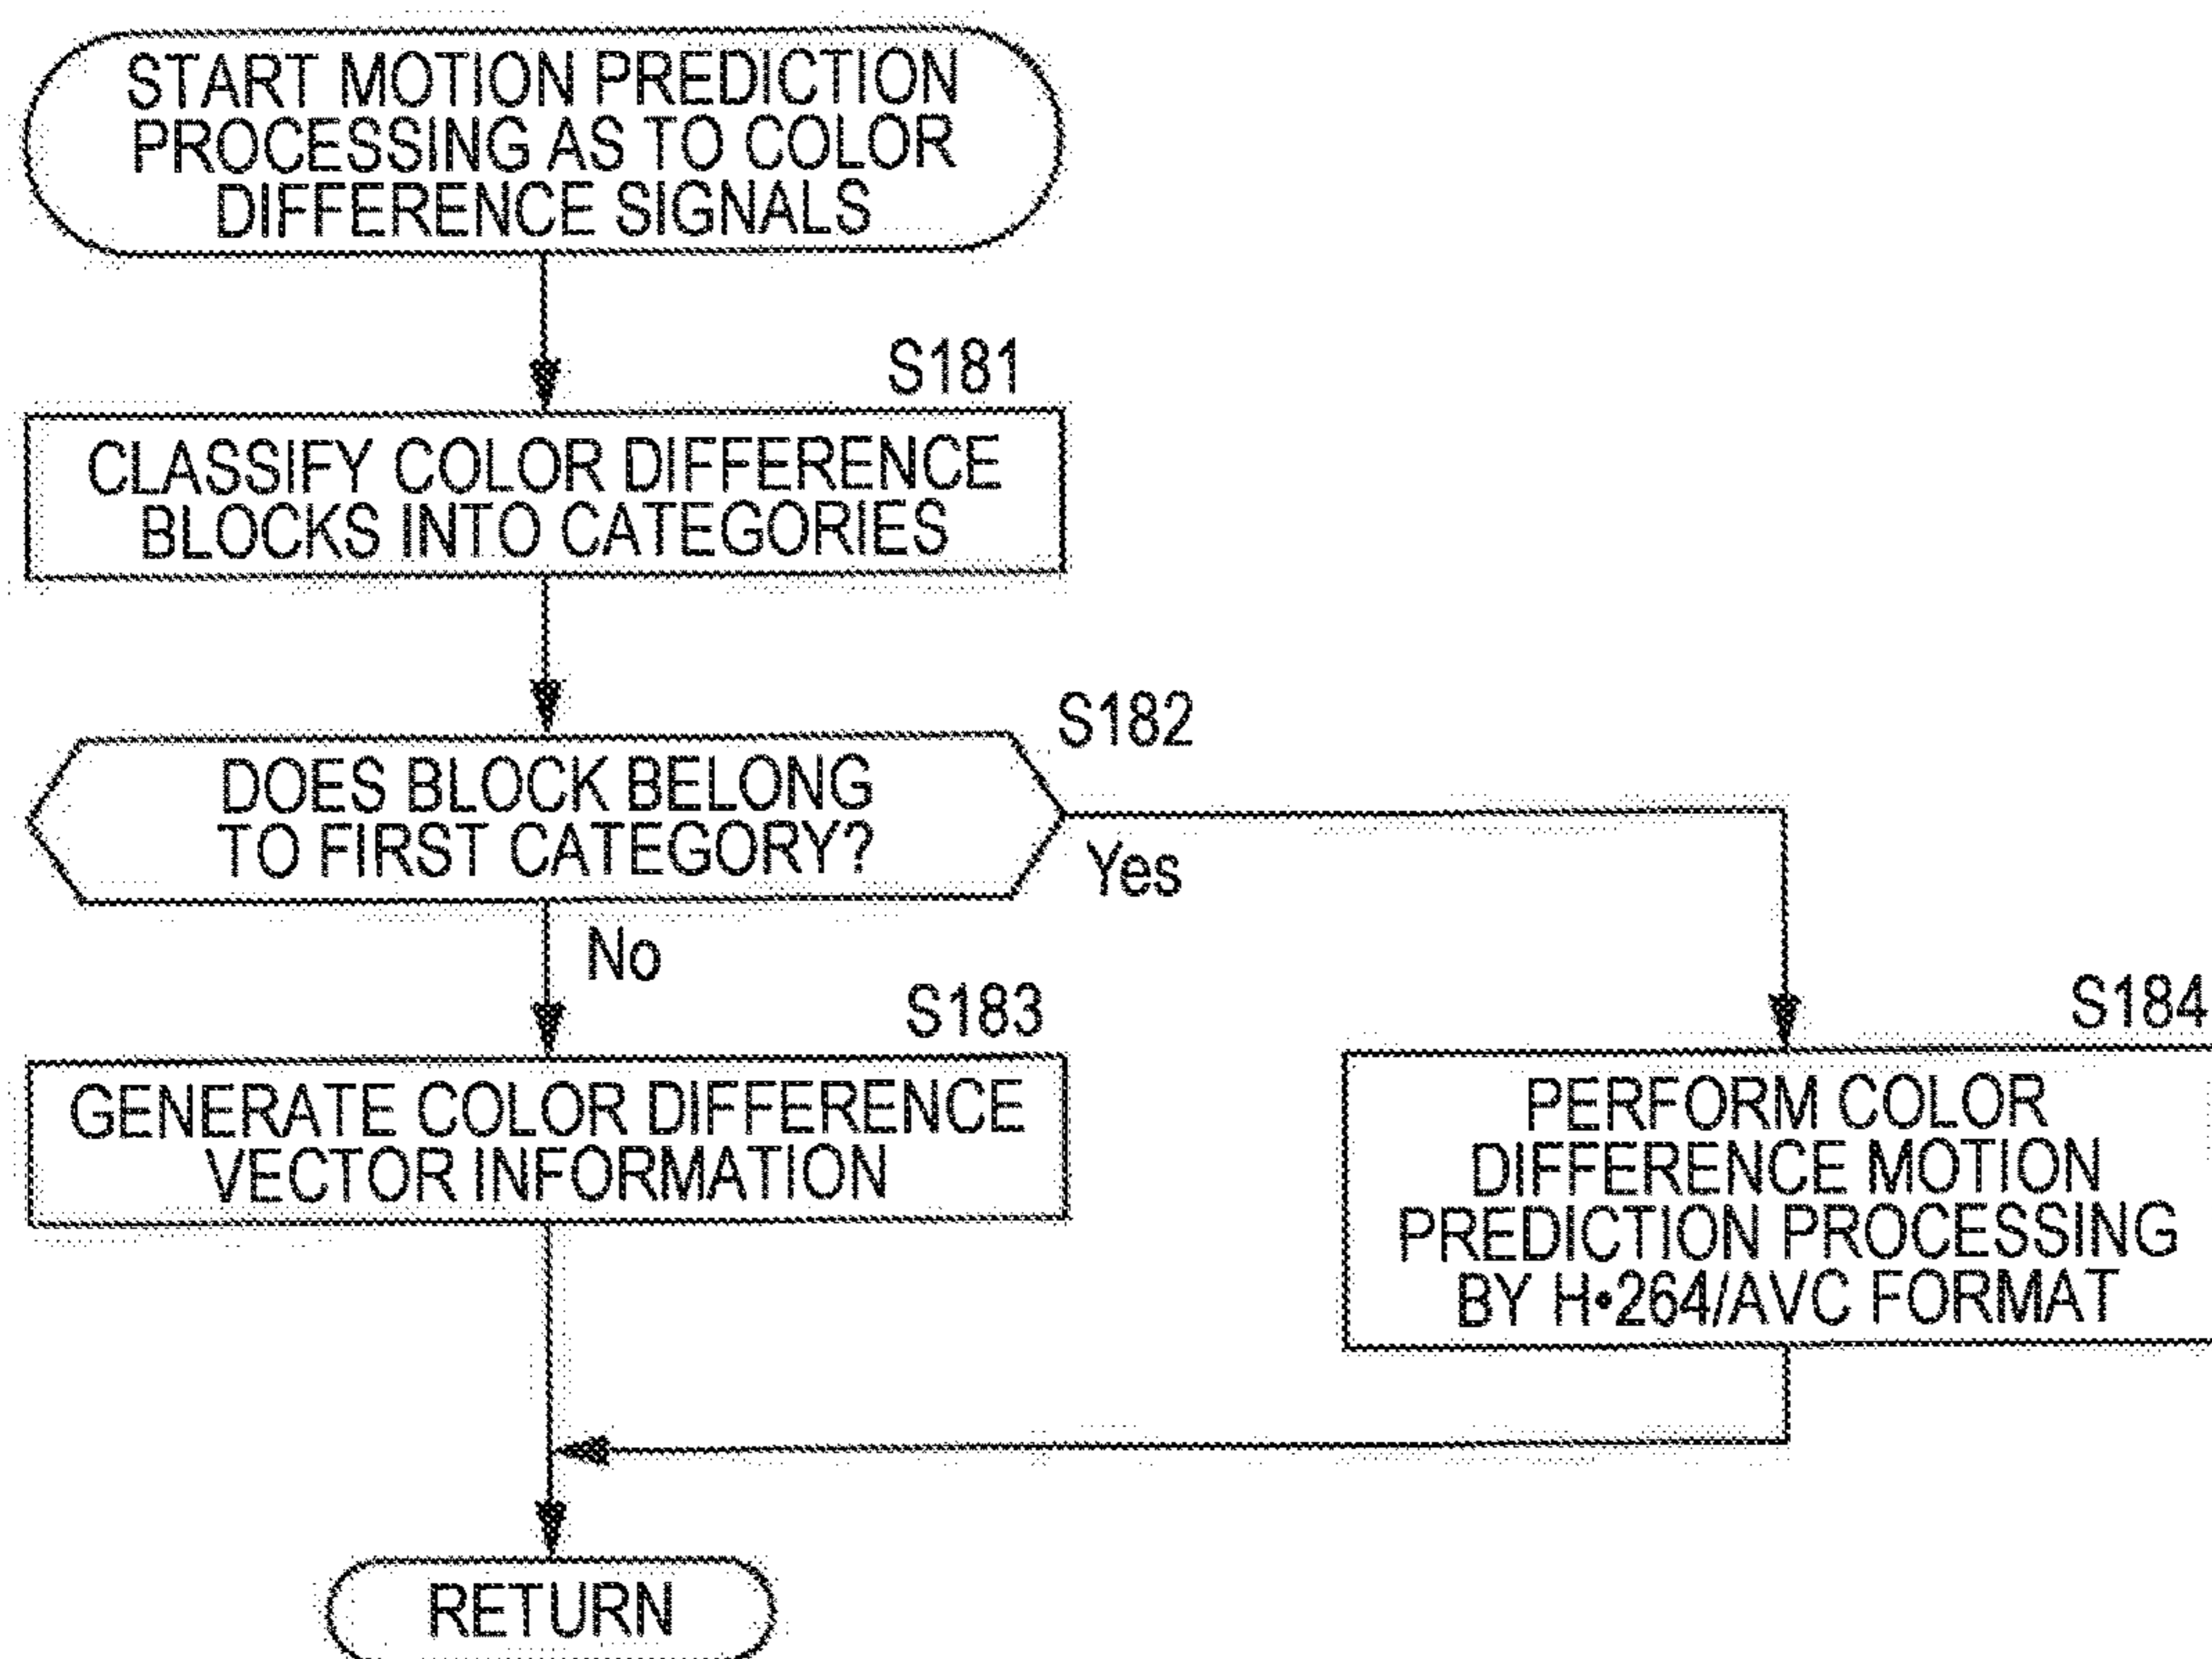 START MOTION PREDICTION
PROCESSING AS TO COLOR
DIFFERENCE SIGNALS
S181
CLASSIFY COLOR DIFFERENCE
BLOCKS INTO CATEGORIES
S182
DOES BLOCK BELONG
TO FIRST CATEGORY?
Yes
No
S183
GENERATE COLOR DIFFERENCE
VECTOR INFORMATION
S184
PERFORM COLOR
DIFFERENCE MOTION
PREDICTION PROCESSING
BY H•264/AVC FORMAT
RETURN